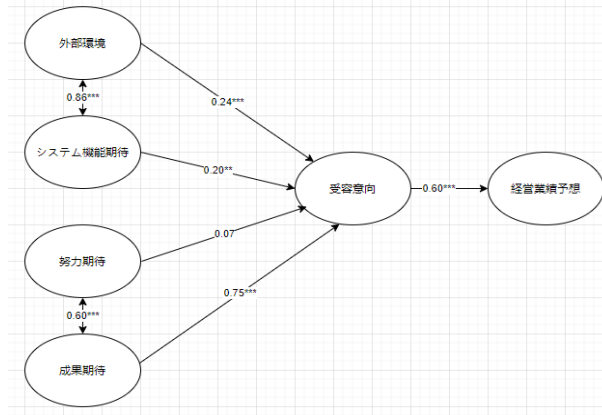 外部環境
0.86***
0.24***
システム機能期待
0.20**
受容意向
0.60***
経営業績予想
努力期待
0.07
0.60***
0.75***
成果期待